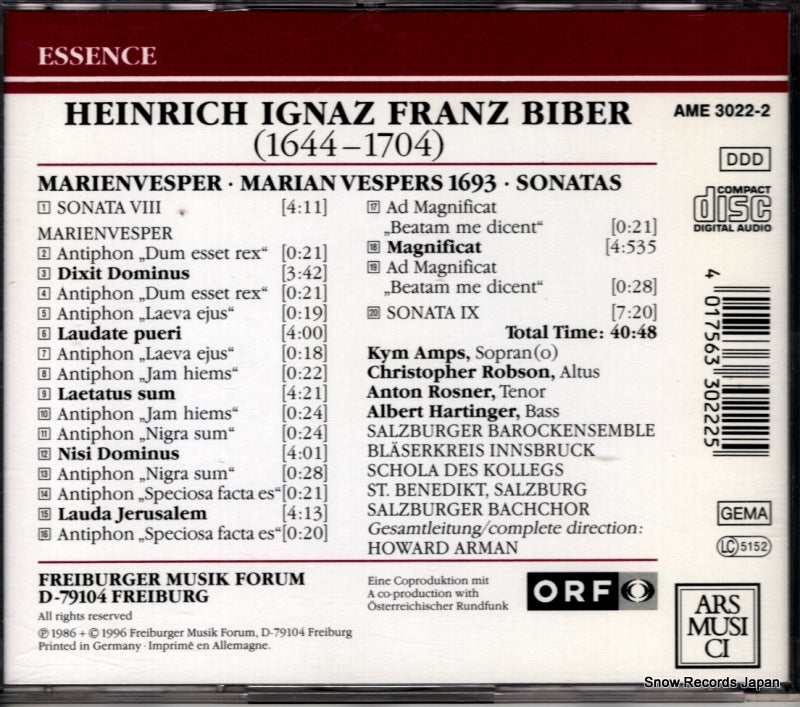 ESSENCE
HEINRICH IGNAZ FRANZ BIBER
(1644–1704)
AME 3022-2
DDD
COMPACT
disc
DIGITAL AUDIO
MARIENVESPER · MARIAN VESPERS 1693 · SONATAS
1 SONATA VIII [4:11]
MARIENVESPER
2 Antiphon „Dum esset rex“ [0:21]
3 Dixit Dominus [3:42]
4 Antiphon „Dum esset rex“ [0:21]
5 Antiphon „Laeva ejus“ [0:19]
6 Laudate pueri [4:00]
7 Antiphon „Laeva ejus“ [0:18]
8 Antiphon „Jam hiems“ [0:22]
9 Laetatus sum [4:21]
10 Antiphon „Jam hiems“ [0:24]
11 Antiphon „Nigra sum“ [0:24]
12 Nisi Dominus [4:01]
13 Antiphon „Nigra sum“ [0:28]
14 Antiphon „Speciosa facta es“ [0:21]
15 Lauda Jerusalem [4:13]
16 Antiphon „Speciosa facta es“ [0:20]
17 Ad Magnificat
„Beatam me dicent“ [0:21]
18 Magnificat [4:535
19 Ad Magnificat
„Beatam me dicent“ [0:28]
20 SONATA IX [7:20]
Total Time: 40:48
Kym Amps, Sopran(o)
Christopher Robson, Altus
Anton Rosner, Tenor
Albert Hartinger, Bass
SALZBURGER BAROCKENSEMBLE
BLÄSERKREIS INNSBRUCK
SCHOLA DES KOLLEGS
ST. BENEDIKT, SALZBURG
SALZBURGER BACHCHOR
Gesamtleitung/complete direction:
HOWARD ARMAN
4 017563 302225
GEMA
LC 5152
FREIBURGER MUSIK FORUM
D-79104 FREIBURG
All rights reserved
℗ 1986 + © 1996 Freiburger Musik Forum, D-79104 Freiburg
Printed in Germany · Imprimé en Allemagne.
Eine Coproduktion mit
A co-production with
Österreichischer Rundfunk
ORF
ARS
MUSI
CI
Snow Records Japan